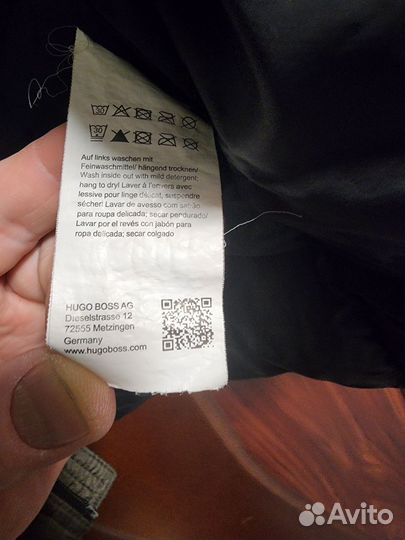 30
30
Auf links waschen mit
Feinwaschmittel/ hängend trocknen/
Wash inside out with mild detergent;
hang to dry/ Laver à l'envers avec
lessive pour linge délicat, suspendre
sécher/ Lavar de avesso com sabão
para roupa delicada; secar pendurado/
Lavar por el revés con jabón para
ropa delicada; secar colgado
HUGO BOSS AG
Dieselstrasse 12
72555 Metzingen
Germany
www.hugoboss.com
Avito